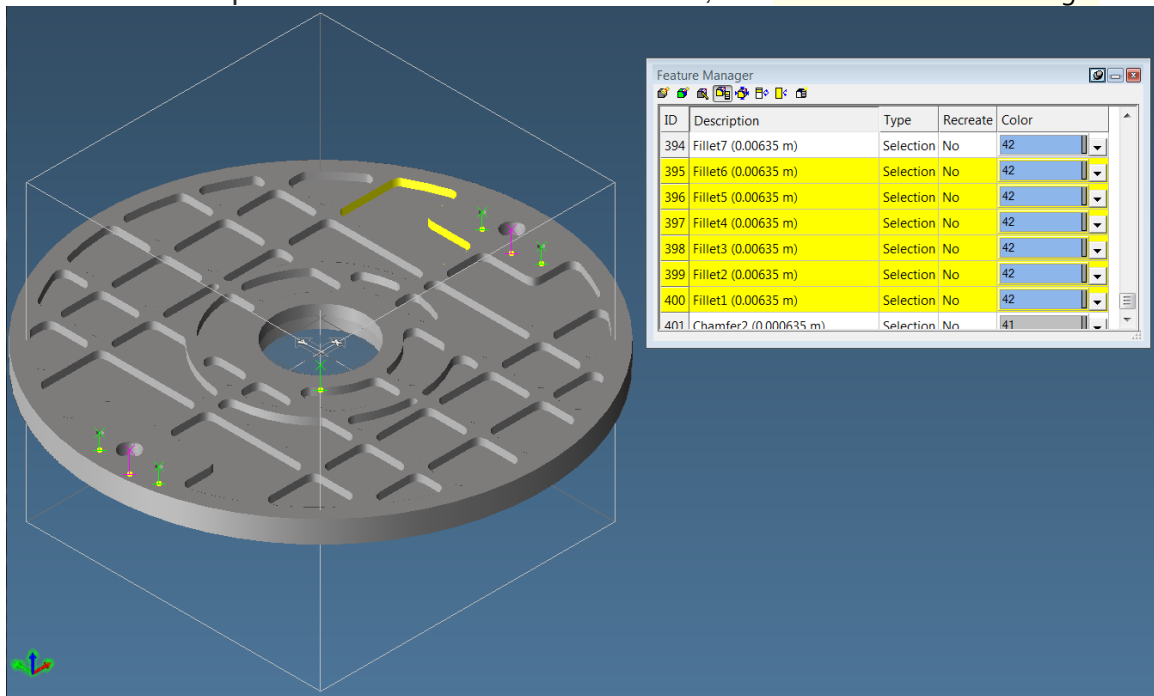 Feature Manager
ID Description Type Recreate Color
394 Fillet7 (0.00635 m) Selection No 42
395 Fillet6 (0.00635 m) Selection No 42
396 Fillet5 (0.00635 m) Selection No 42
397 Fillet4 (0.00635 m) Selection No 42
398 Fillet3 (0.00635 m) Selection No 42
399 Fillet2 (0.00635 m) Selection No 42
400 Fillet1 (0.00635 m) Selection No 42
401 Chamfer2 (0.000635 m) Selection No 41